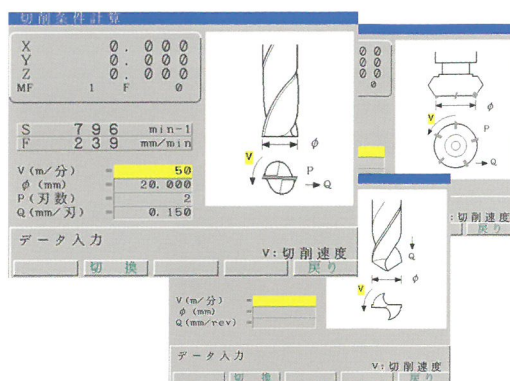 切削条件計算
X 0.000
Y 0.000
Z 0.000
MF 1 F 0
S 796 min-1
F 239 mm/min
V(m/分) = 50
φ(mm) = 20.000
P(刃数) = 2
Q(mm/刃) = 0.150
φ
V
P
Q
データ入力
V:切削速度
切換
戻り
00
00
00
0
φ
V
P
Q
:切削速度
戻り
V(m/分) =
φ(mm) =
Q(mm/rev) =
Q
φ
V
データ入力
V:切削速度
切換
戻り